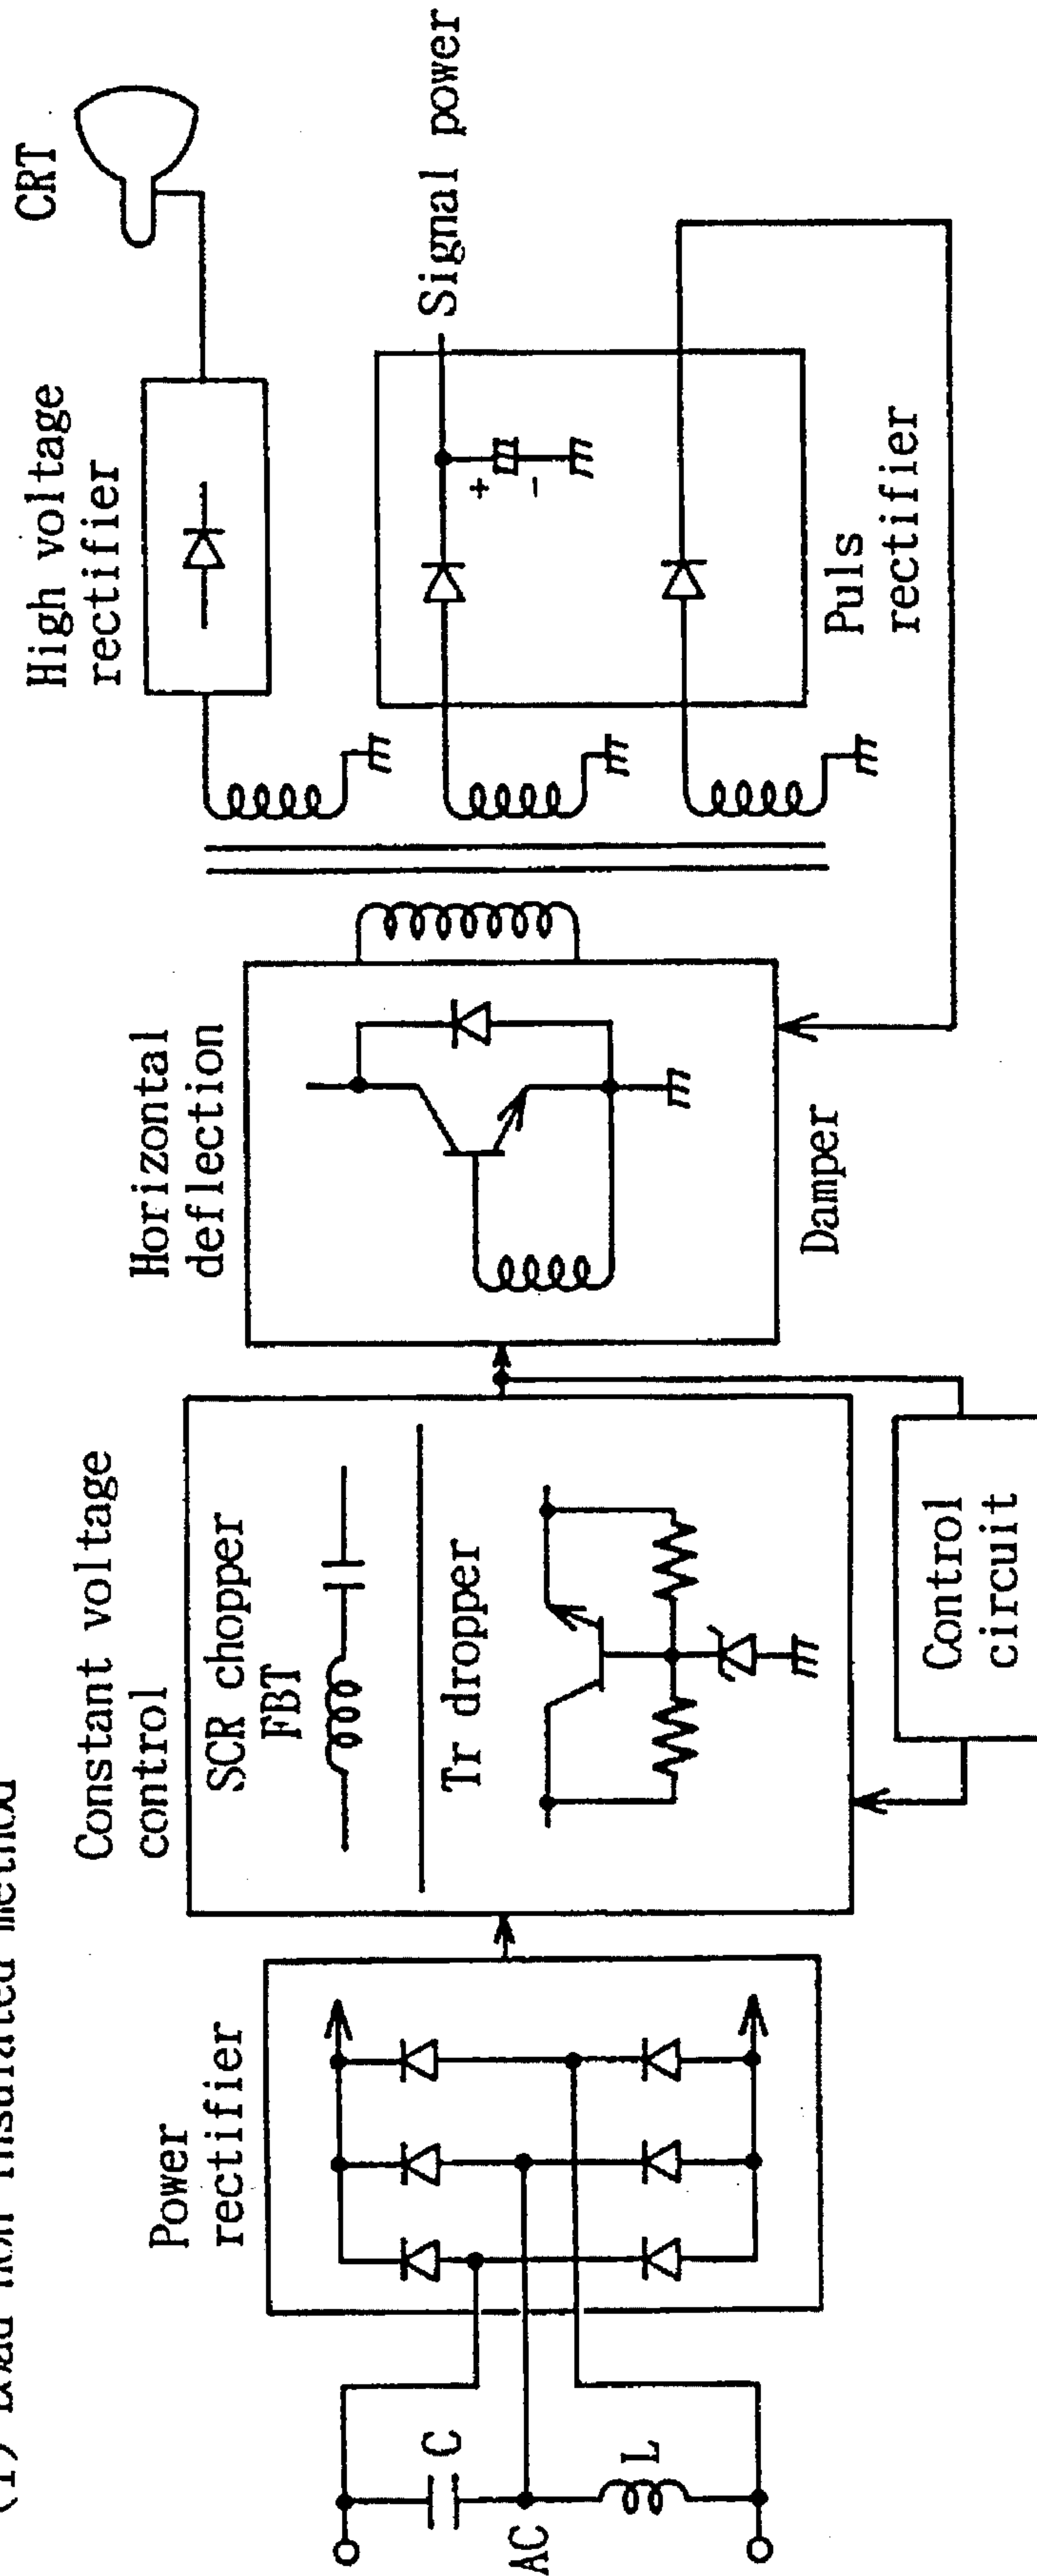 (1) Load non insulated method
Power
rectifier
AC
C
L
Constant voltage
control
SCR chopper
FBT
Tr dropper
Control
circuit
Horizontal
deflection
Damper
High voltage
rectifier
CRT
+
-
Signal power
Puls
rectifier